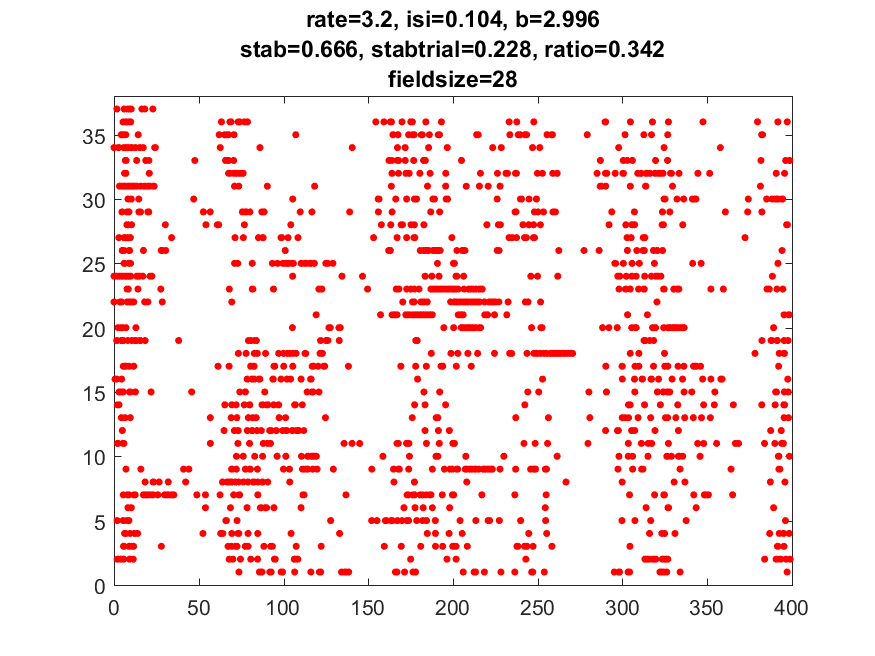 rate=3.2, isi=0.104, b=2.996
stab=0.666, stabtrial=0.228, ratio=0.342
fieldsize=28
35
30
25
20
15
10
5
0
0 50 100 150 200 250 300 350 400